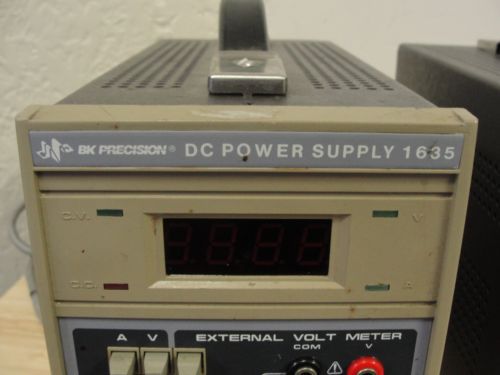 BK PRECISION® DC POWER SUPPLY 1635
C.V. V
C.C. A
A V EXTERNAL VOLT METER
COM V